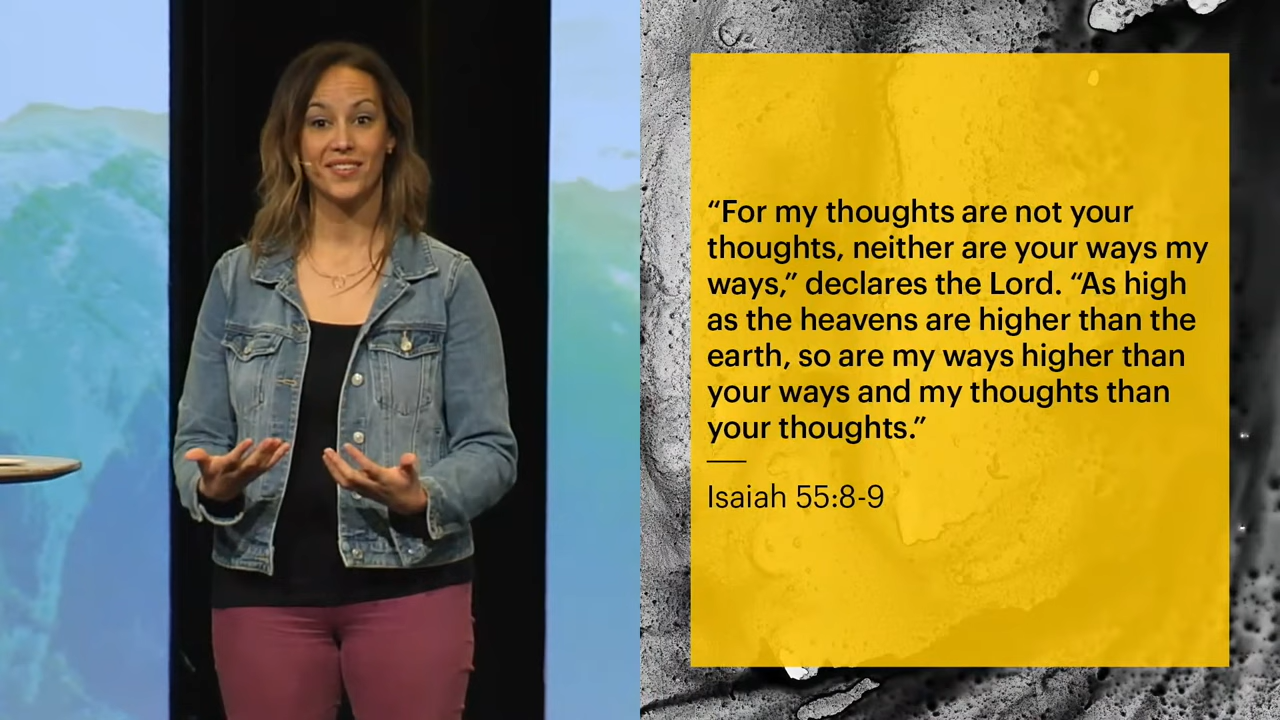 “For my thoughts are not your
thoughts, neither are your ways my
ways,” declares the Lord. “As high
as the heavens are higher than the
earth, so are my ways higher than
your ways and my thoughts than
your thoughts.”
Isaiah 55:8-9